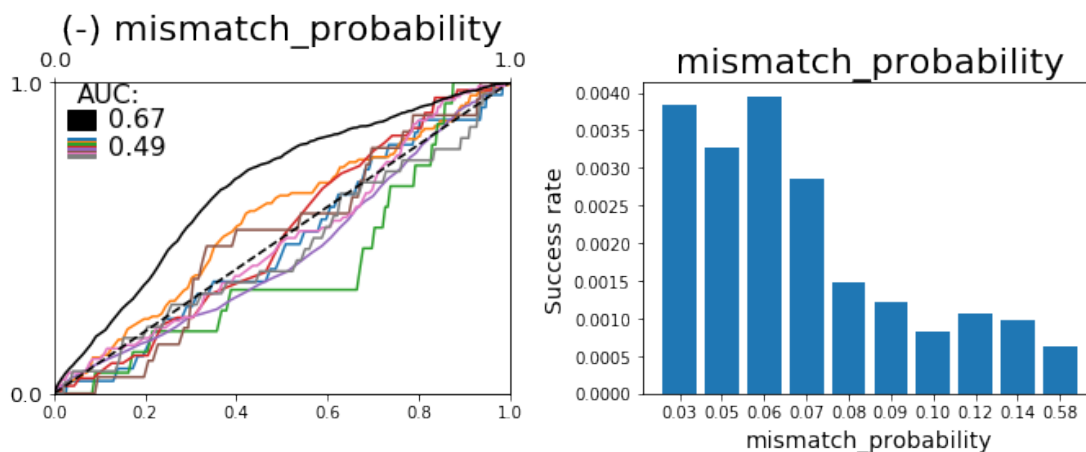 (-) mismatch_probability
0.0 1.0
1.0
AUC:
0.67
0.49
0.0
0.0 0.2 0.4 0.6 0.8 1.0
mismatch_probability
0.0040
0.0035
0.0030
0.0025
0.0020
0.0015
0.0010
0.0005
0.0000
Success rate
0.03 0.05 0.06 0.07 0.08 0.09 0.10 0.12 0.14 0.58
mismatch_probability